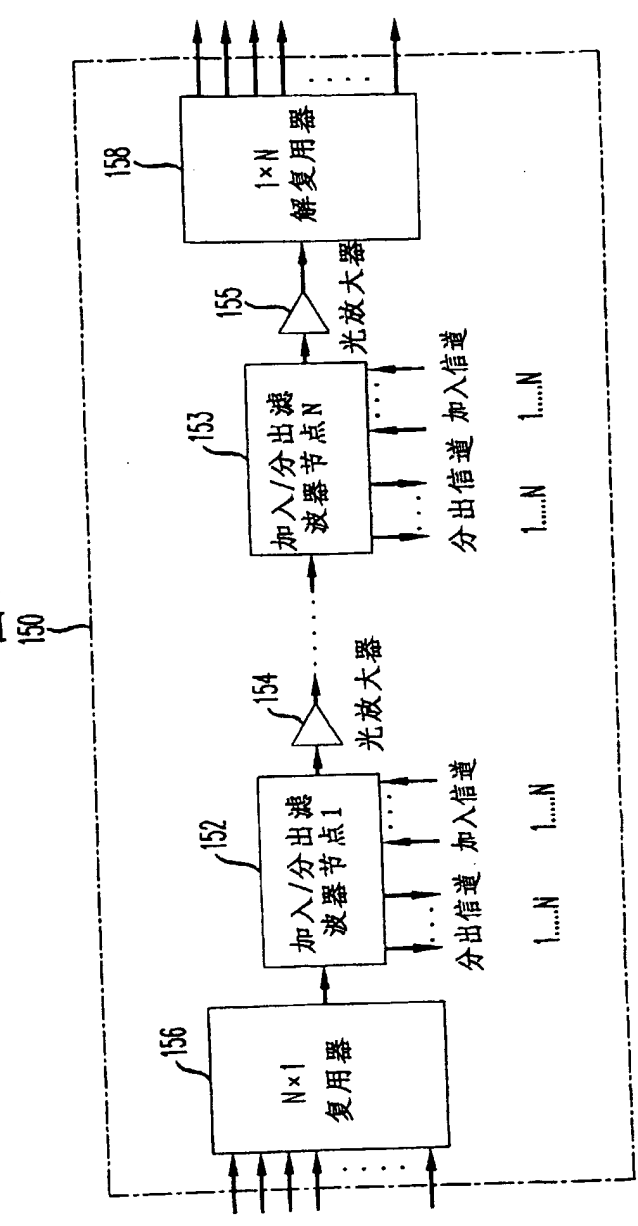 150
156
N×1
复用器
152
加入/分出滤
波器节点1
分出信道
加入信道
1.....N
1.....N
154
光放大器
153
加入/分出滤
波器节点N
分出信道
加入信道
1.....N
1.....N
155
光放大器
158
1×N
解复用器